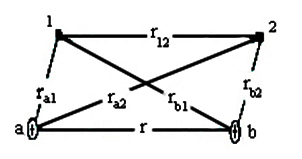 1 r12 2
ra1 ra2 rb1 rb2
a + r + b